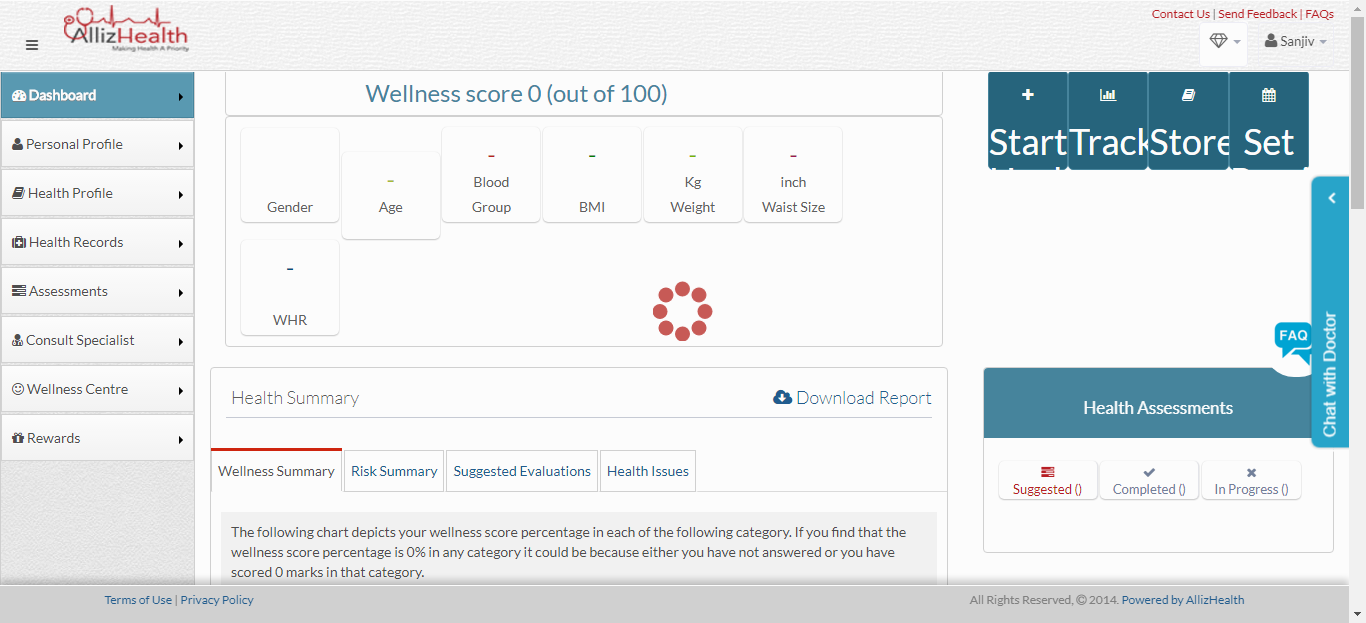 Contact Us | Send Feedback | FAQs
AllizHealth
Making Health A Priority
Sanjiv
Dashboard
Personal Profile
Health Profile
Health Records
Assessments
Consult Specialist
Wellness Centre
Rewards
Wellness score 0 (out of 100)
Gender
-
Age
-
Blood
Group
-
BMI
-
Kg
Weight
-
inch
Waist Size
-
WHR
Start
Track
Store
Set
FAQ
Chat with Doctor
Health Summary
Download Report
Wellness Summary
Risk Summary
Suggested Evaluations
Health Issues
The following chart depicts your wellness score percentage in each of the following category. If you find that the
wellness score percentage is 0% in any category it could be because either you have not answered or you have
scored 0 marks in that category.
Health Assessments
Suggested ()
Completed ()
In Progress ()
Terms of Use | Privacy Policy
All Rights Reserved, © 2014. Powered by AllizHealth